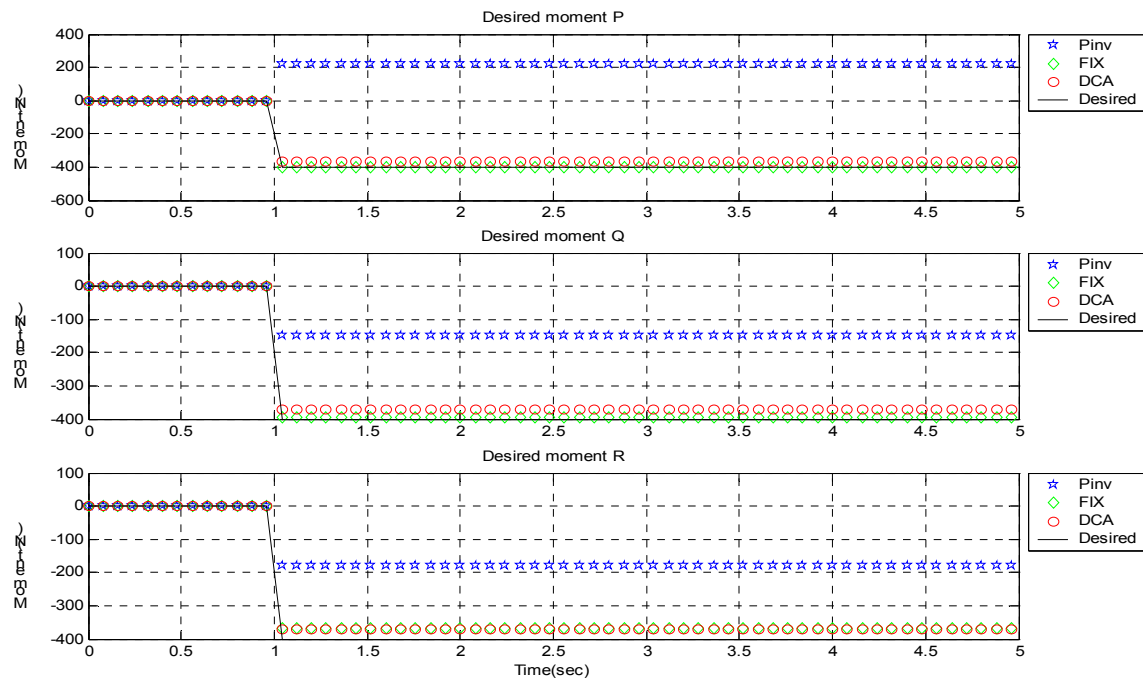 Desired moment P
400
200
0
-200
-400
-600
0 0.5 1 1.5 2 2.5 3 3.5 4 4.5 5
Pinv
FIX
DCA
Desired
Desired moment Q
100
0
-100
-200
-300
-400
0 0.5 1 1.5 2 2.5 3 3.5 4 4.5 5
Pinv
FIX
DCA
Desired
Desired moment R
100
0
-100
-200
-300
-400
0 0.5 1 1.5 2 2.5 3 3.5 4 4.5 5
Time(sec)
Pinv
FIX
DCA
Desired